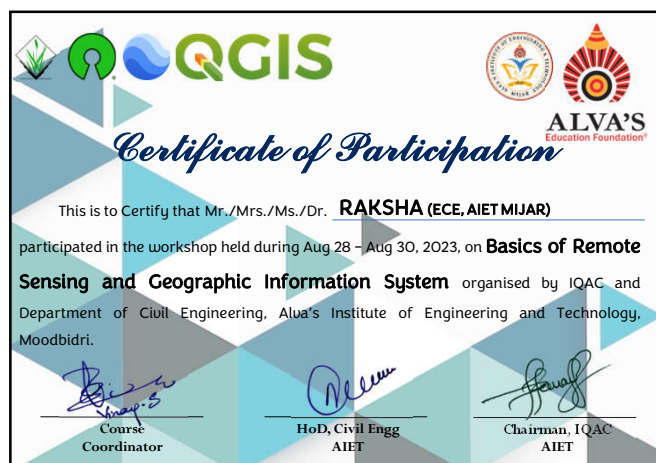 QGIS
ALVA'S
Education Foundation®
Certificate of Participation
This is to Certify that Mr./Mrs./Ms./Dr. RAKSHA (ECE, AIET MIJAR)
participated in the workshop held during Aug 28 – Aug 30, 2023, on Basics of Remote
Sensing and Geographic Information System organised by IQAC and
Department of Civil Engineering, Alva's Institute of Engineering and Technology,
Moodbidri.
Vinay.S
Course
Coordinator
HoD, Civil Engg
AIET
Chairman, IQAC
AIET